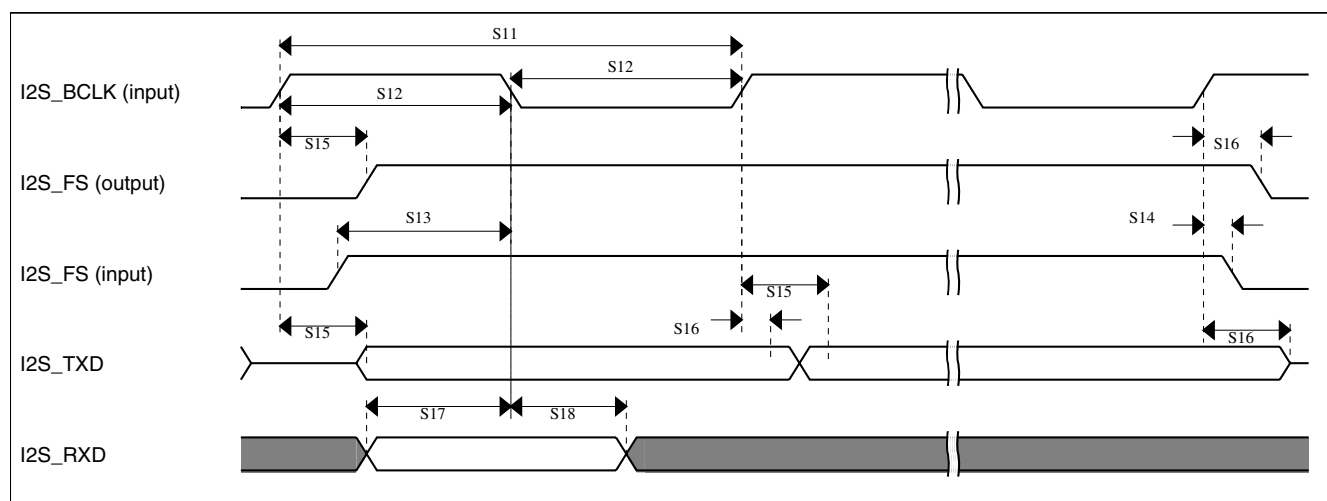 S11
S12
I2S_BCLK (input)
S12
S15
S16
I2S_FS (output)
S13
S14
I2S_FS (input)
S15
S15
S16
S16
I2S_TXD
S17
S18
I2S_RXD